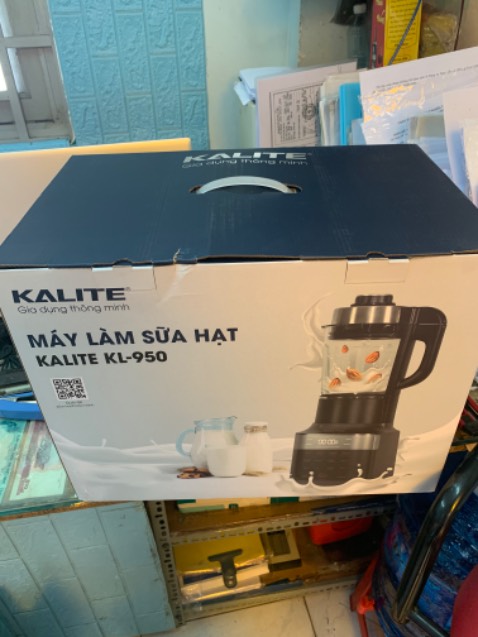 KALITE®
Gia dụng thông minh
KALITE®
Gia dụng thông minh
MÁY LÀM SỮA HẠT
KALITE KL-950